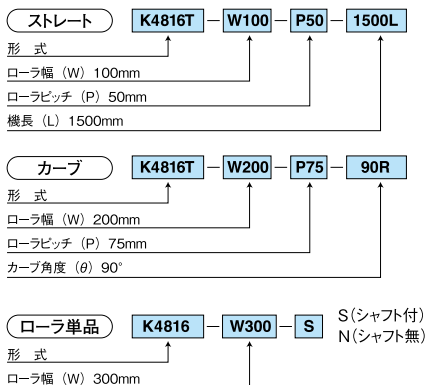 ストレート K4816T－W100－P50－1500L
形　式
ローラ幅（W）100mm
ローラピッチ（P）50mm
機長（L）1500mm
カーブ K4816T－W200－P75－90R
形　式
ローラ幅（W）200mm
ローラピッチ（P）75mm
カーブ角度（θ）90°
ローラ単品 K4816－W300－S S（シャフト付）
N（シャフト無）
形　式
ローラ幅（W）300mm